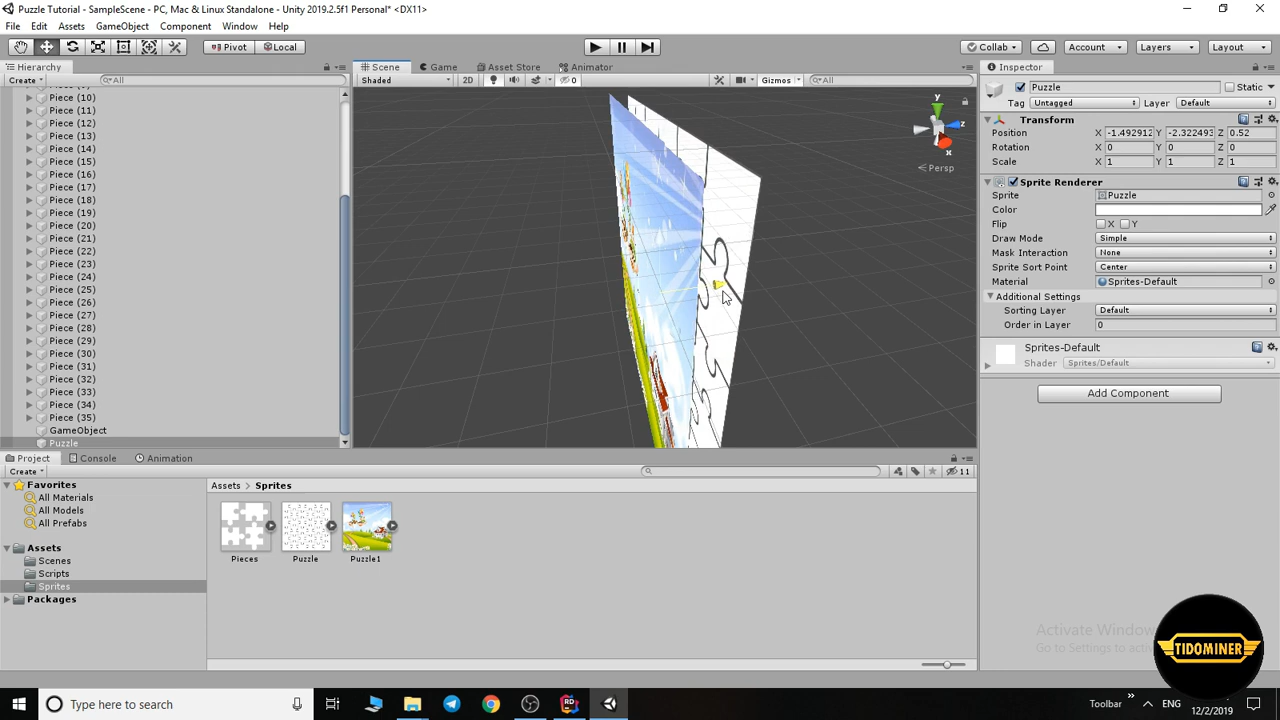 Puzzle Tutorial - SampleScene - PC, Mac & Linux Standalone - Unity 2019.2.5f1 Personal* <DX11>
File Edit Assets GameObject Component Window Help
Pivot Local Collab Account Layers Layout
Hierarchy
Create All
Piece (10)
Piece (11)
Piece (12)
Piece (13)
Piece (14)
Piece (15)
Piece (16)
Piece (17)
Piece (18)
Piece (19)
Piece (20)
Piece (21)
Piece (22)
Piece (23)
Piece (24)
Piece (25)
Piece (26)
Piece (27)
Piece (28)
Piece (29)
Piece (30)
Piece (31)
Piece (32)
Piece (33)
Piece (34)
Piece (35)
GameObject
Puzzle
Scene Game Asset Store Animator
Shaded 2D 0 Gizmos All
y
z
x
Persp
Inspector
Puzzle Static
Tag Untagged Layer Default
Transform
Position X -1.492912 Y -2.322493 Z 0.52
Rotation X 0 Y 0 Z 0
Scale X 1 Y 1 Z 1
Sprite Renderer
Sprite Puzzle
Color
Flip X Y
Draw Mode Simple
Mask Interaction None
Sprite Sort Point Center
Material Sprites-Default
Additional Settings
Sorting Layer Default
Order in Layer 0
Sprites-Default
Shader Sprites/Default
Add Component
Project Console Animation
Create 11
Favorites
All Materials
All Models
All Prefabs
Assets
Scenes
Scripts
Sprites
Packages
Assets > Sprites
Pieces Puzzle Puzzle1
Activate Window
Go to Settings to activ
TIDOMINER
Type here to search
RD
Toolbar ENG 12/2/2019